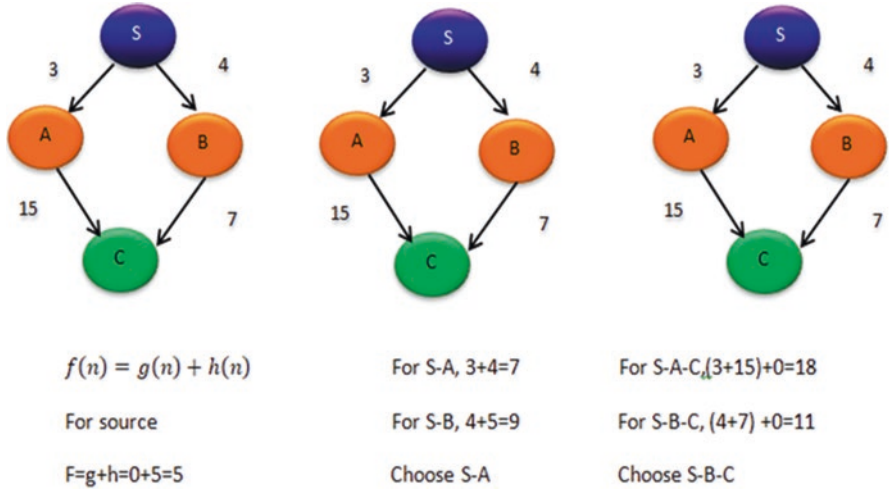 S
3
4
A
B
15
7
C
f(n) = g(n) + h(n)
For source
F=g+h=0+5=5
S
3
4
A
B
15
7
C
For S-A, 3+4=7
For S-B, 4+5=9
Choose S-A
S
3
4
A
B
15
7
C
For S-A-C,(3+15)+0=18
For S-B-C, (4+7) +0=11
Choose S-B-C